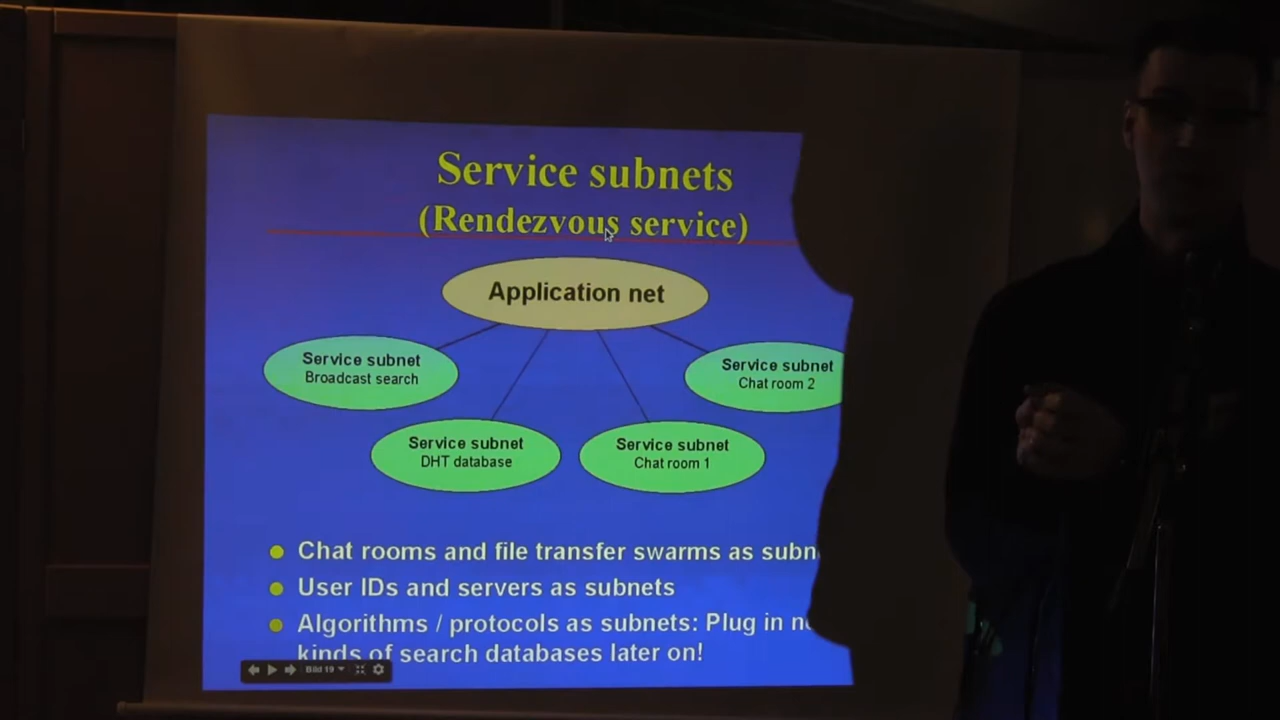 Service subnets
(Rendezvous service)
Application net
Service subnet
Broadcast search
Service subnet
Chat room 2
Service subnet
DHT database
Service subnet
Chat room 1
Chat rooms and file transfer swarms as
User IDs and servers as subnets
Algorithms / protocols as subnets: Plug in
kinds of search databases later on!
Bild 19